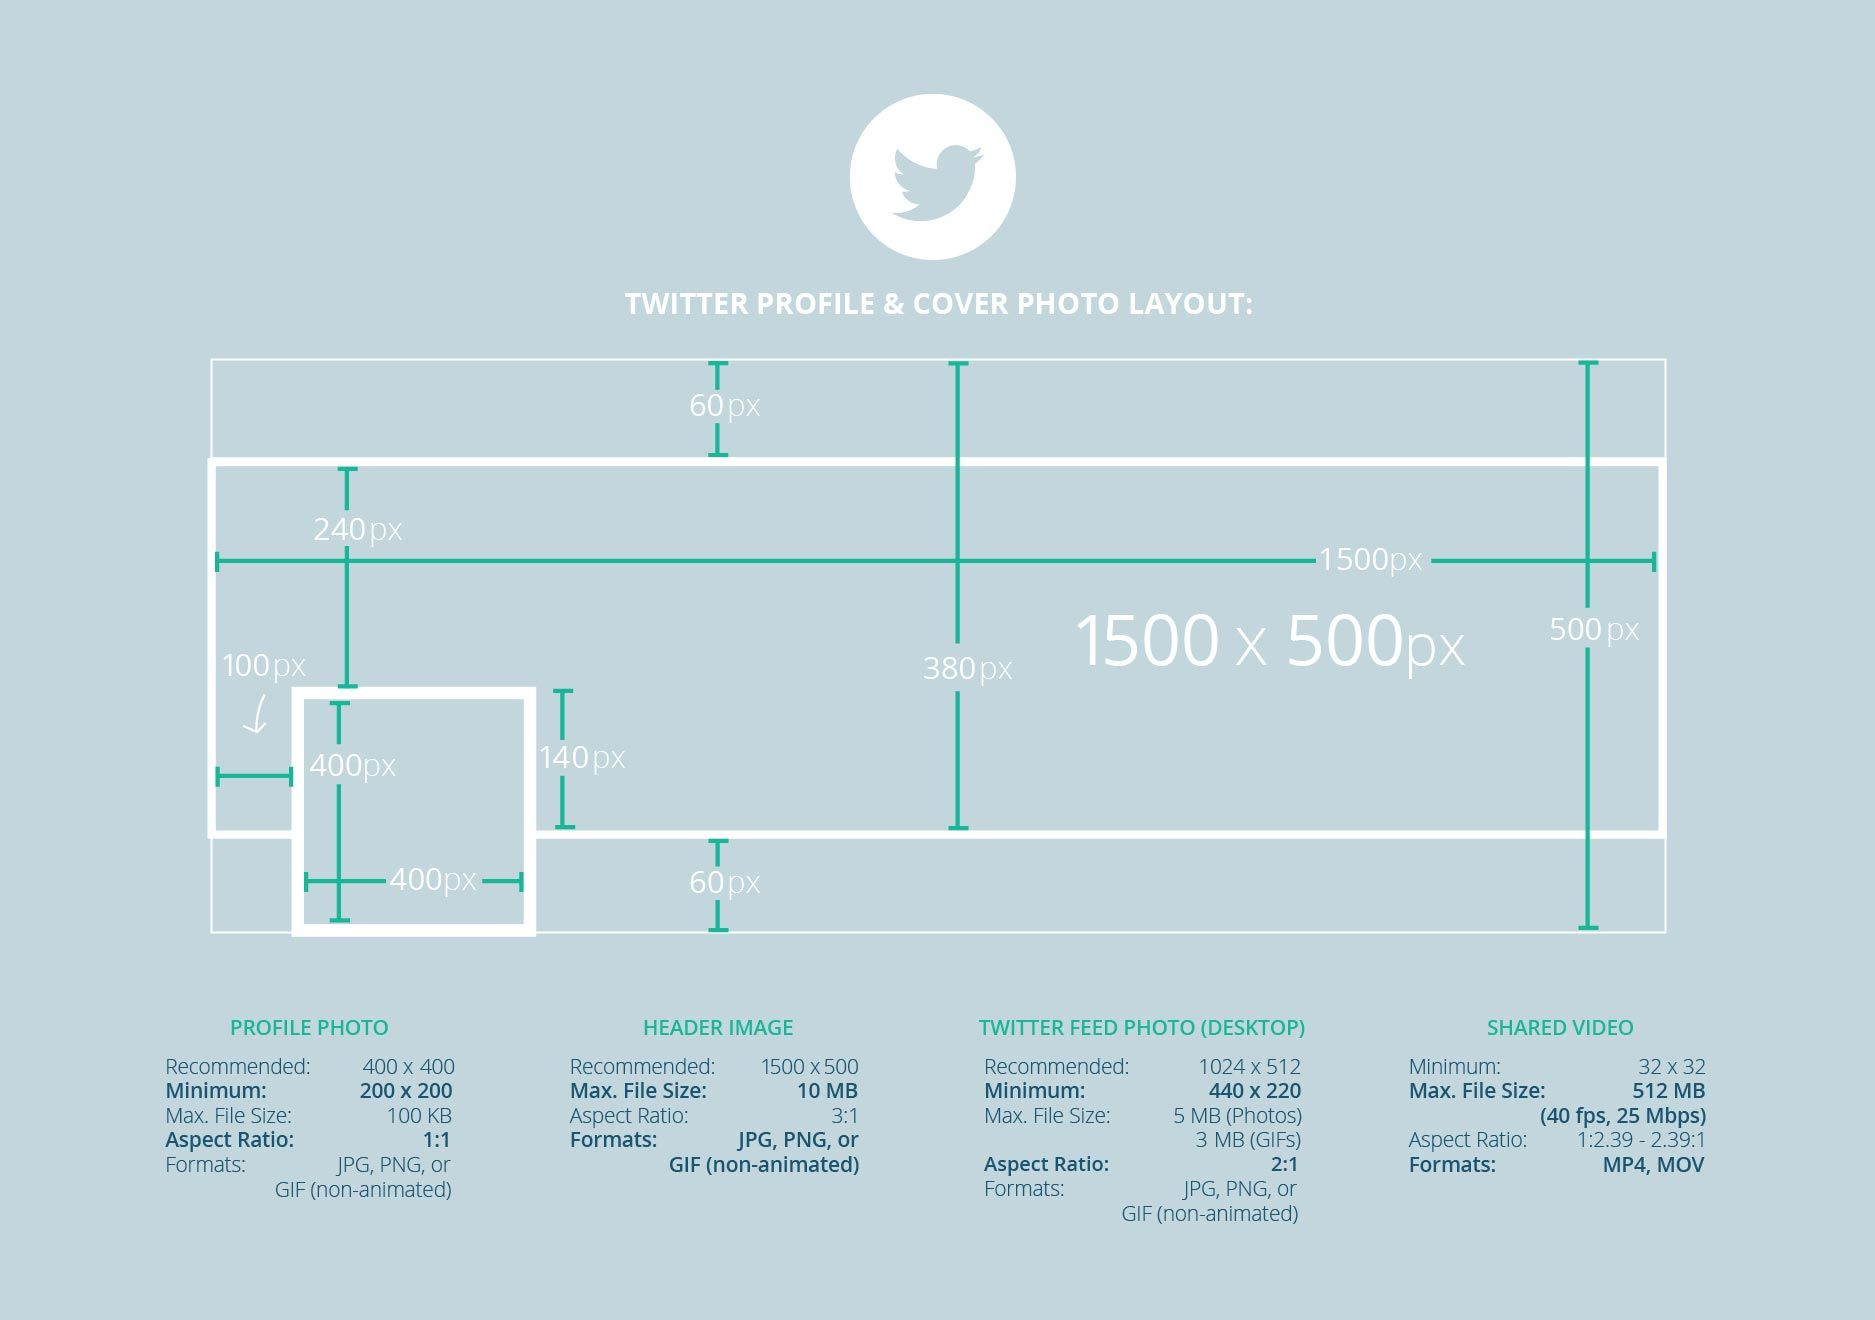 TWITTER PROFILE & COVER PHOTO LAYOUT:
60px
240px
1500px
1500 x 500px
500px
100px
380px
400px
140px
400px
60px
PROFILE PHOTO
Recommended: 400 x 400
Minimum: 200 x 200
Max. File Size: 100 KB
Aspect Ratio: 1:1
Formats: JPG, PNG, or
GIF (non-animated)
HEADER IMAGE
Recommended: 1500 x 500
Max. File Size: 10 MB
Aspect Ratio: 3:1
Formats: JPG, PNG, or
GIF (non-animated)
TWITTER FEED PHOTO (DESKTOP)
Recommended: 1024 x 512
Minimum: 440 x 220
Max. File Size: 5 MB (Photos)
3 MB (GIFs)
Aspect Ratio: 2:1
Formats: JPG, PNG, or
GIF (non-animated)
SHARED VIDEO
Minimum: 32 x 32
Max. File Size: 512 MB
(40 fps, 25 Mbps)
Aspect Ratio: 1:2.39 - 2.39:1
Formats: MP4, MOV